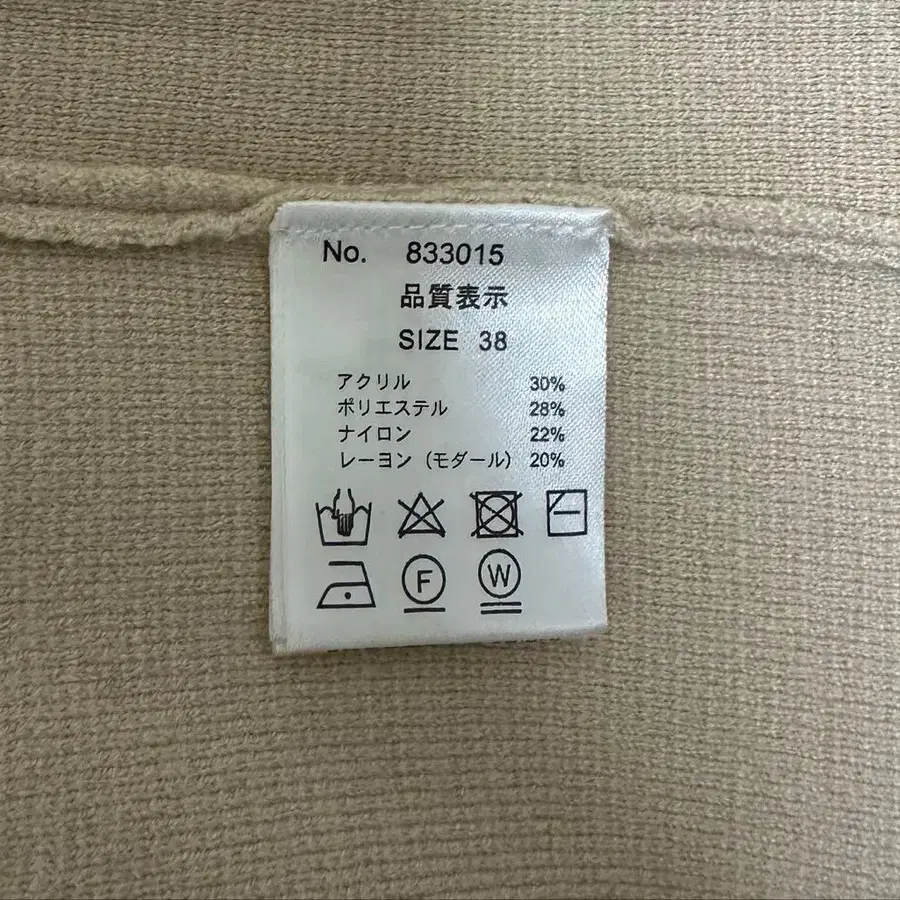 No. 833015
品質表示
SIZE 38
アクリル 30%
ポリエステル 28%
ナイロン 22%
レーヨン (モダール) 20%
F
W